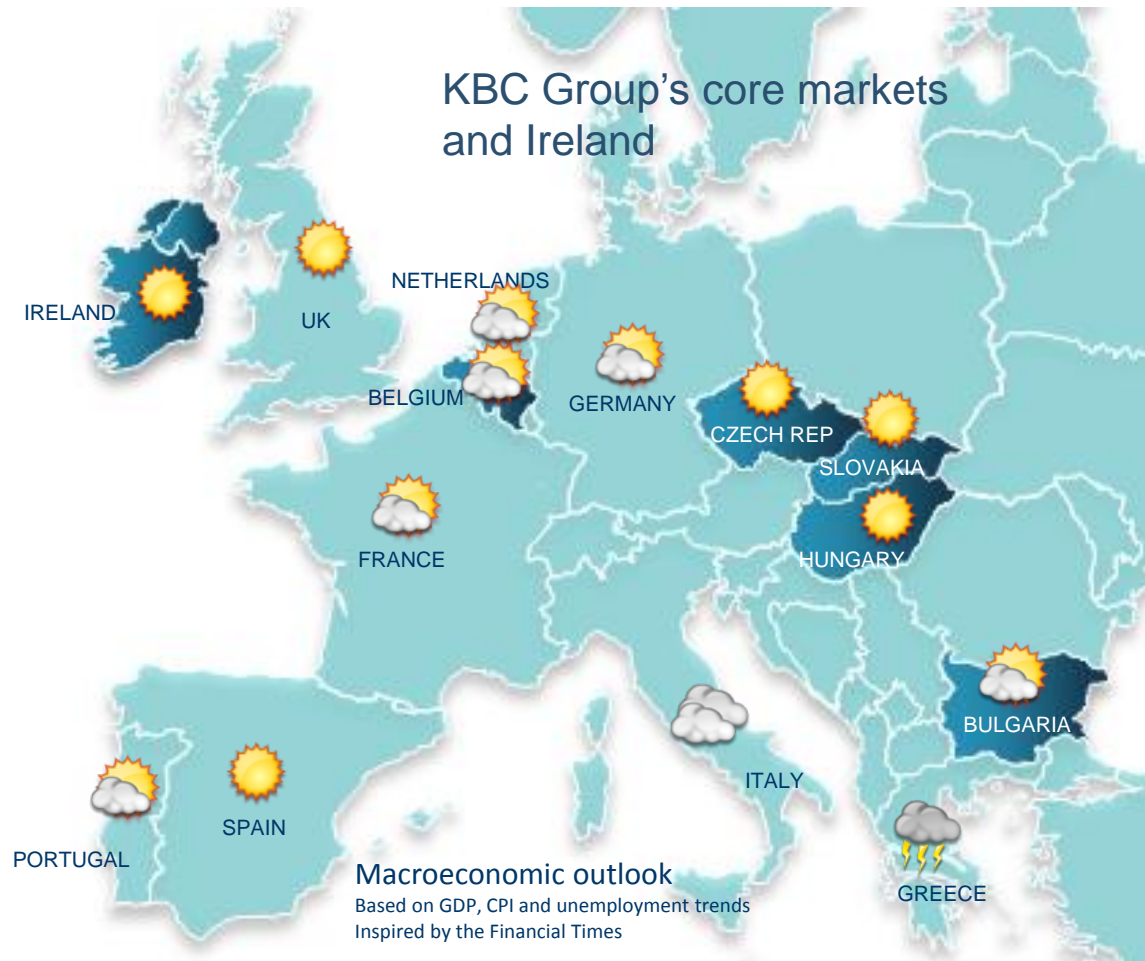 KBC Group’s core markets
and Ireland
NETHERLANDS
IRELAND
UK
BELGIUM
GERMANY
CZECH REP
SLOVAKIA
FRANCE
HUNGARY
BULGARIA
ITALY
SPAIN
PORTUGAL
GREECE
Macroeconomic outlook
Based on GDP, CPI and unemployment trends
Inspired by the Financial Times